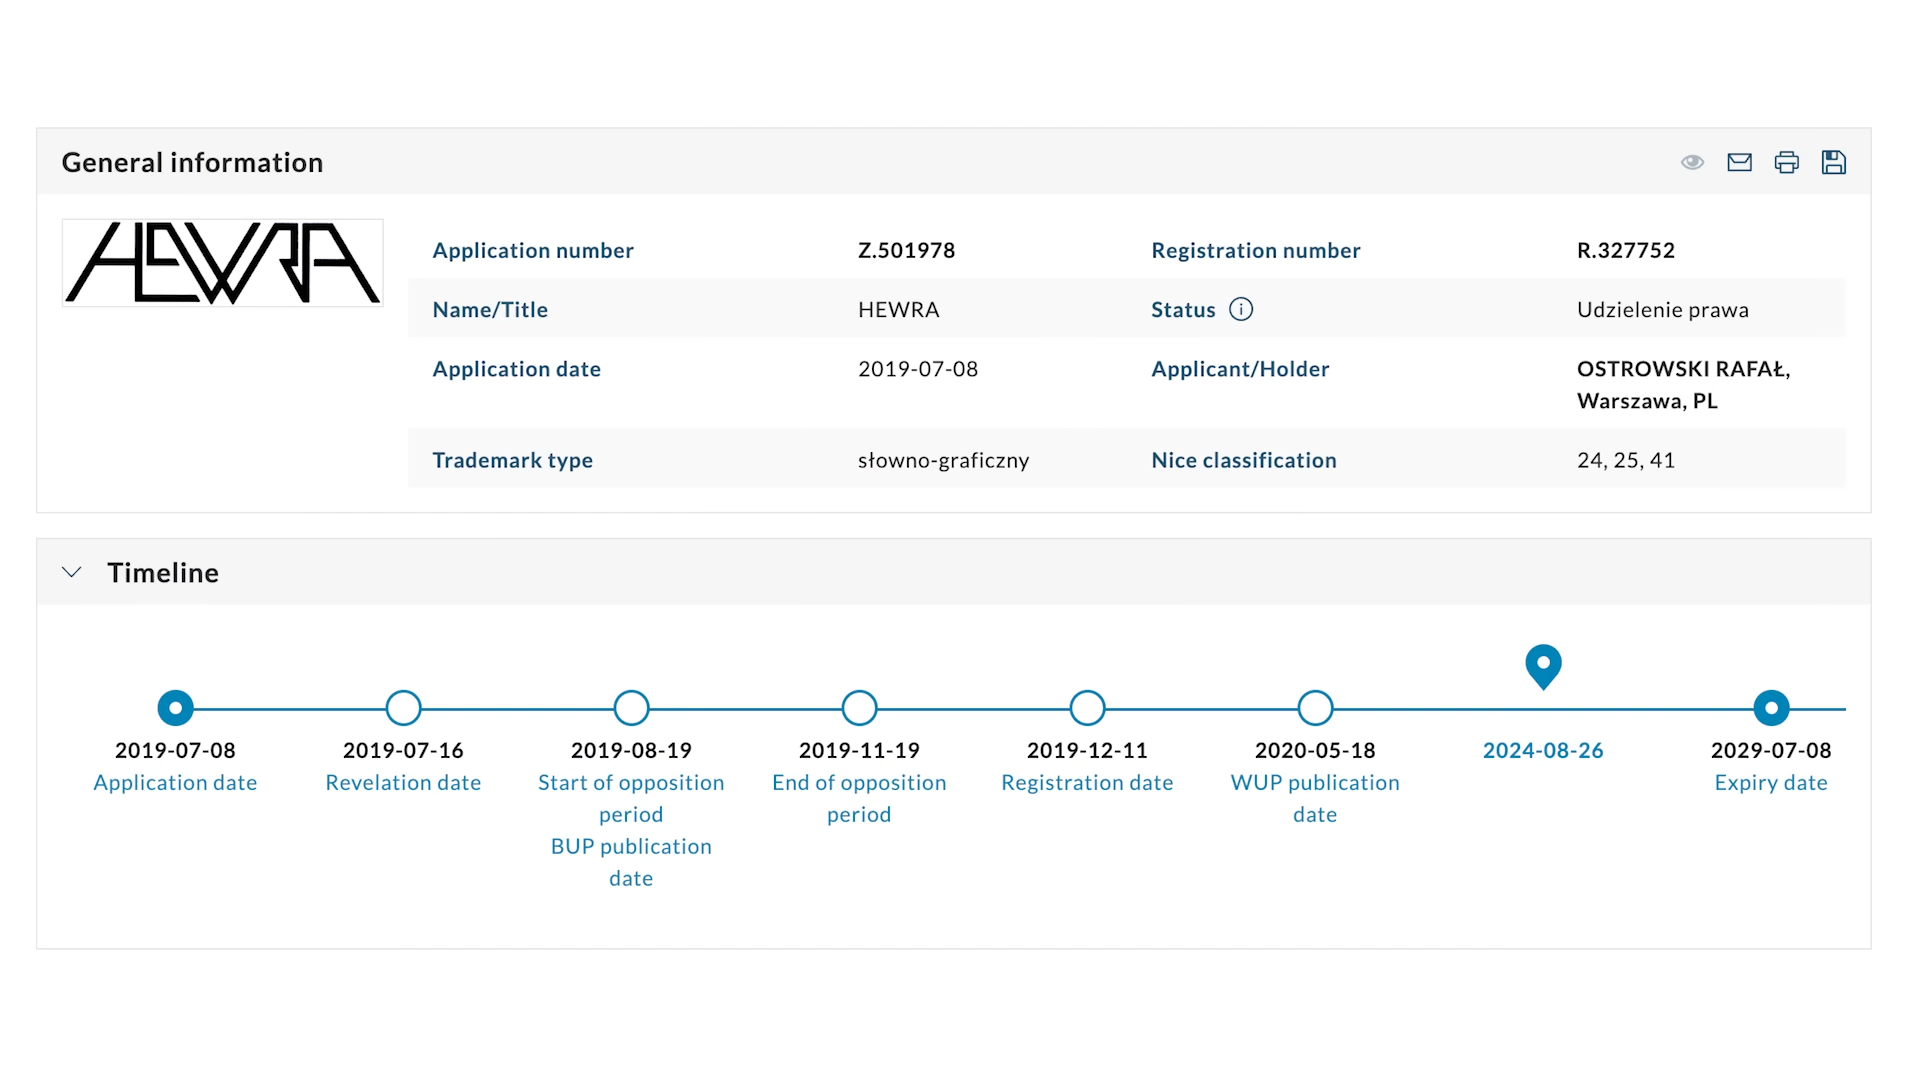 General information
HEWRA
Application number Z.501978 Registration number R.327752
Name/Title HEWRA Status Udzielenie prawa
Application date 2019-07-08 Applicant/Holder OSTROWSKI RAFAŁ,
Warszawa, PL
Trademark type słowno-graficzny Nice classification 24, 25, 41
Timeline
2019-07-08 2019-07-16 2019-08-19 2019-11-19 2019-12-11 2020-05-18 2024-08-26 2029-07-08
Application date Revelation date Start of opposition End of opposition Registration date WUP publication Expiry date
period period date
BUP publication
date